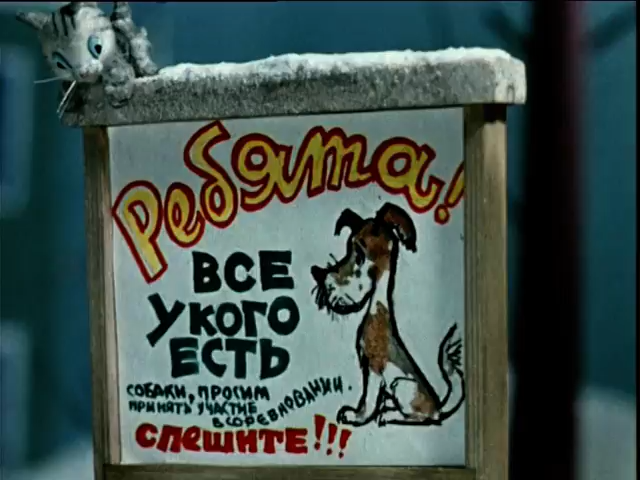 Ребята!
ВСЕ
У КОГО
ЕСТЬ
СОБАКИ, ПРОСИМ
ПРИНЯТЬ УЧАСТИЕ
В СОРЕВНОВАНИИ.
СПЕШИТЕ!!!